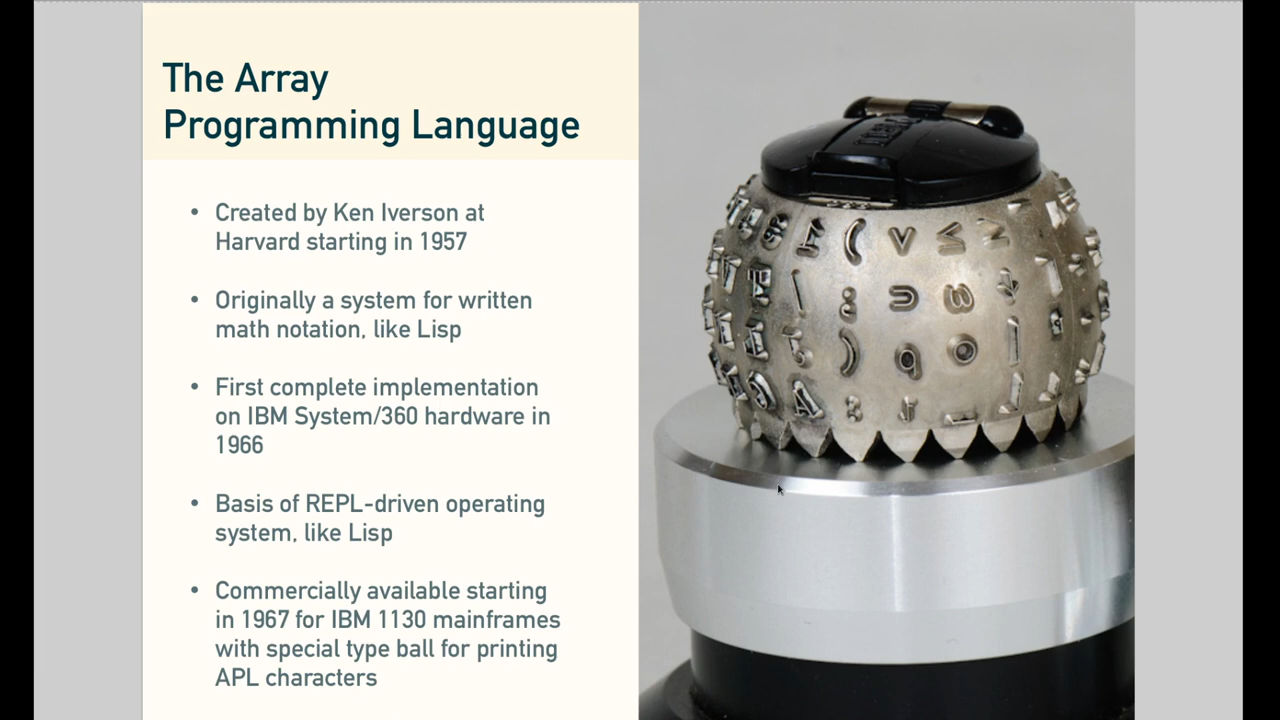 The Array
Programming Language
• Created by Ken Iverson at
Harvard starting in 1957
• Originally a system for written
math notation, like Lisp
• First complete implementation
on IBM System/360 hardware in
1966
• Basis of REPL-driven operating
system, like Lisp
• Commercially available starting
in 1967 for IBM 1130 mainframes
with special type ball for printing
APL characters